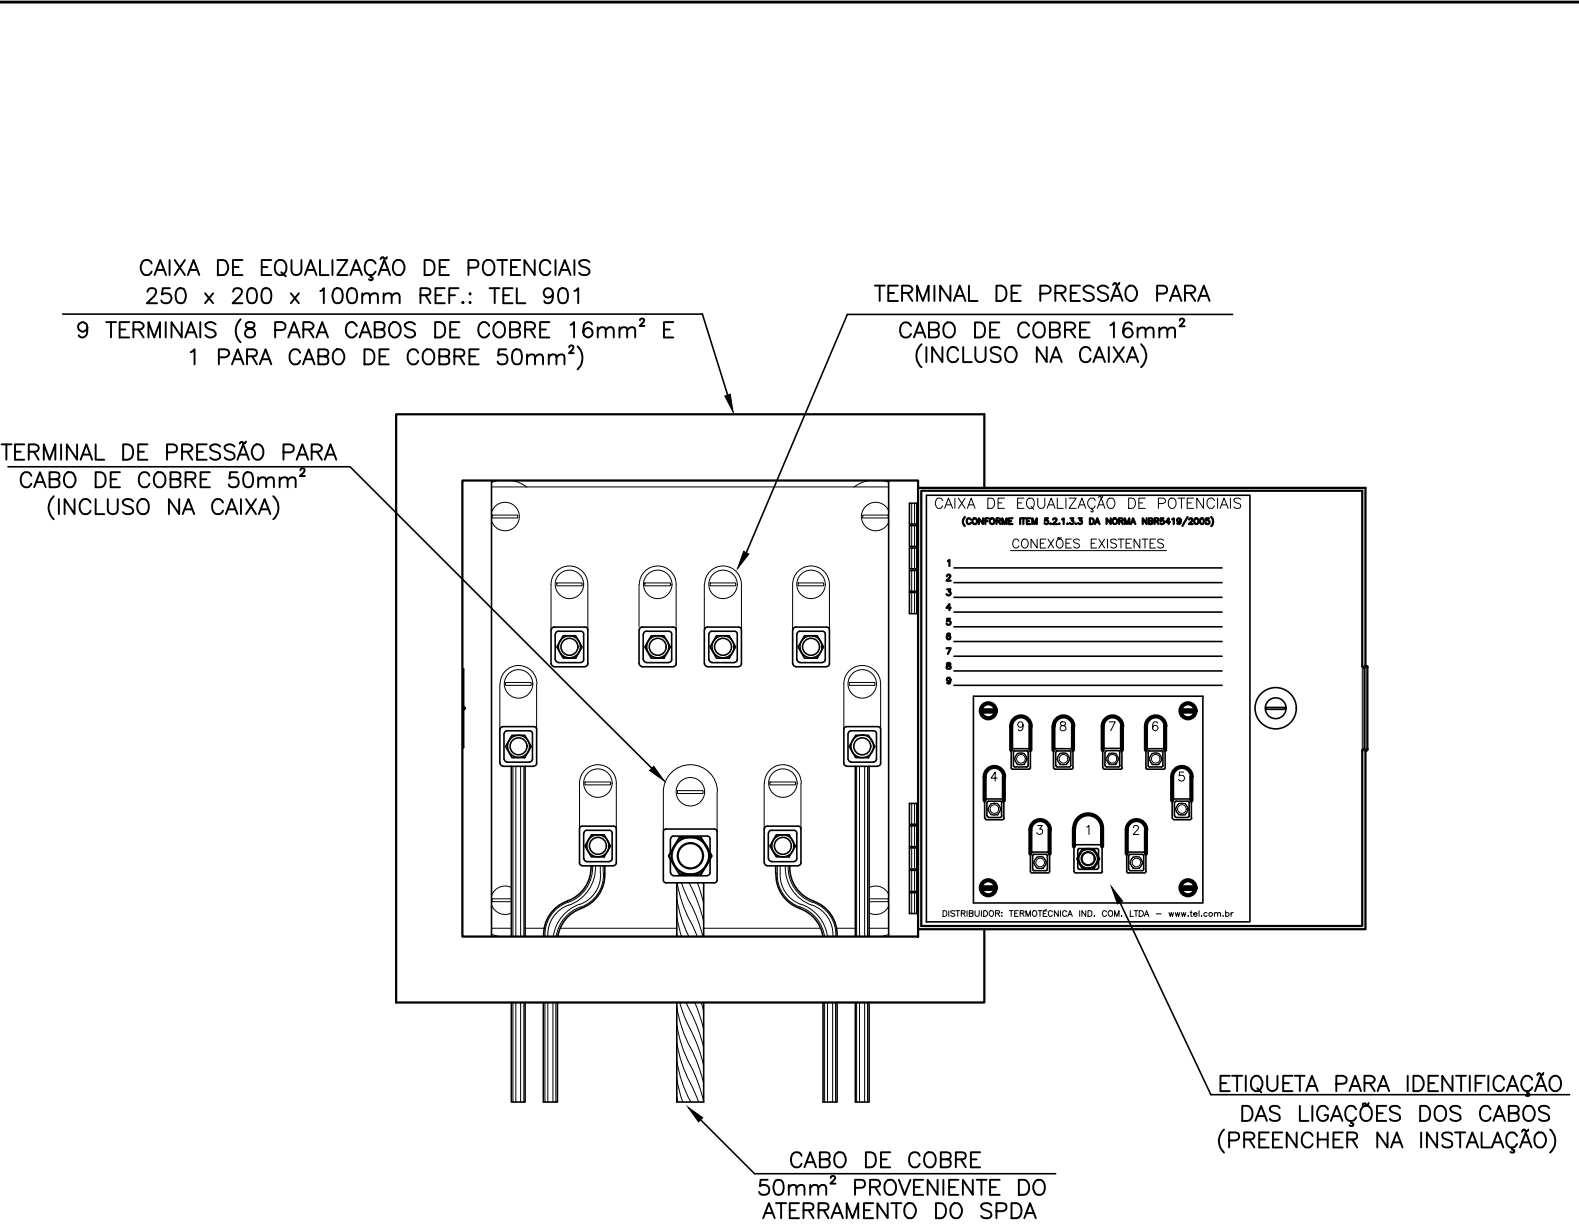 CAIXA DE EQUALIZAÇÃO DE POTENCIAIS
250 x 200 x 100mm REF.: TEL 901
9 TERMINAIS (8 PARA CABOS DE COBRE 16mm² E
1 PARA CABO DE COBRE 50mm²)
TERMINAL DE PRESSÃO PARA
CABO DE COBRE 16mm²
(INCLUSO NA CAIXA)
TERMINAL DE PRESSÃO PARA
CABO DE COBRE 50mm²
(INCLUSO NA CAIXA)
CAIXA DE EQUALIZAÇÃO DE POTENCIAIS
(CONFORME ITEM 5.2.1.3.3 DA NORMA NBR5419/2005)
CONEXÕES EXISTENTES
1
2
3
4
5
6
7
8
9
9 8 7 6
4 5
3 1 2
DISTRIBUIDOR: TERMOTÉCNICA IND. COM. LTDA - www.tel.com.br
ETIQUETA PARA IDENTIFICAÇÃO
DAS LIGAÇÕES DOS CABOS
(PREENCHER NA INSTALAÇÃO)
CABO DE COBRE
50mm² PROVENIENTE DO
ATERRAMENTO DO SPDA